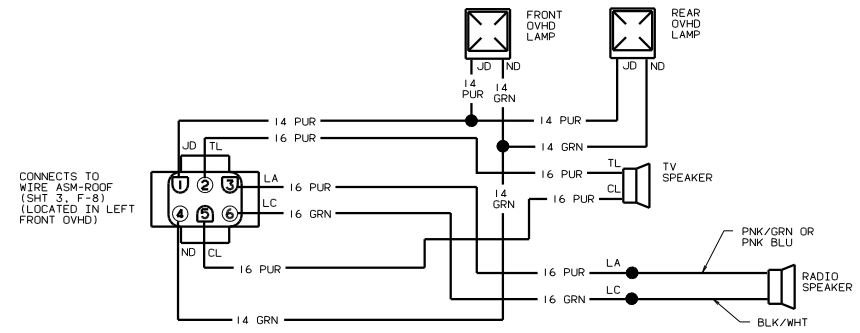 FRONT
OVHD
LAMP
REAR
OVHD
LAMP
JD ND
JD ND
14
PUR
14
GRN
14 PUR
14 PUR
16 PUR
14 GRN
JD TL
TL
TV
SPEAKER
16 PUR
CL
16 PUR
CONNECTS TO
WIRE ASM-ROOF
(SHT 3, F-8)
(LOCATED IN LEFT
FRONT OVHD)
1 2 3
4 5 6
LA
16 PUR
LC
16 GRN
14
GRN
ND CL
16 PUR
PNK/GRN OR
PNK BLU
16 PUR
LA
16 GRN
LC
RADIO
SPEAKER
14 GRN
BLK/WHT